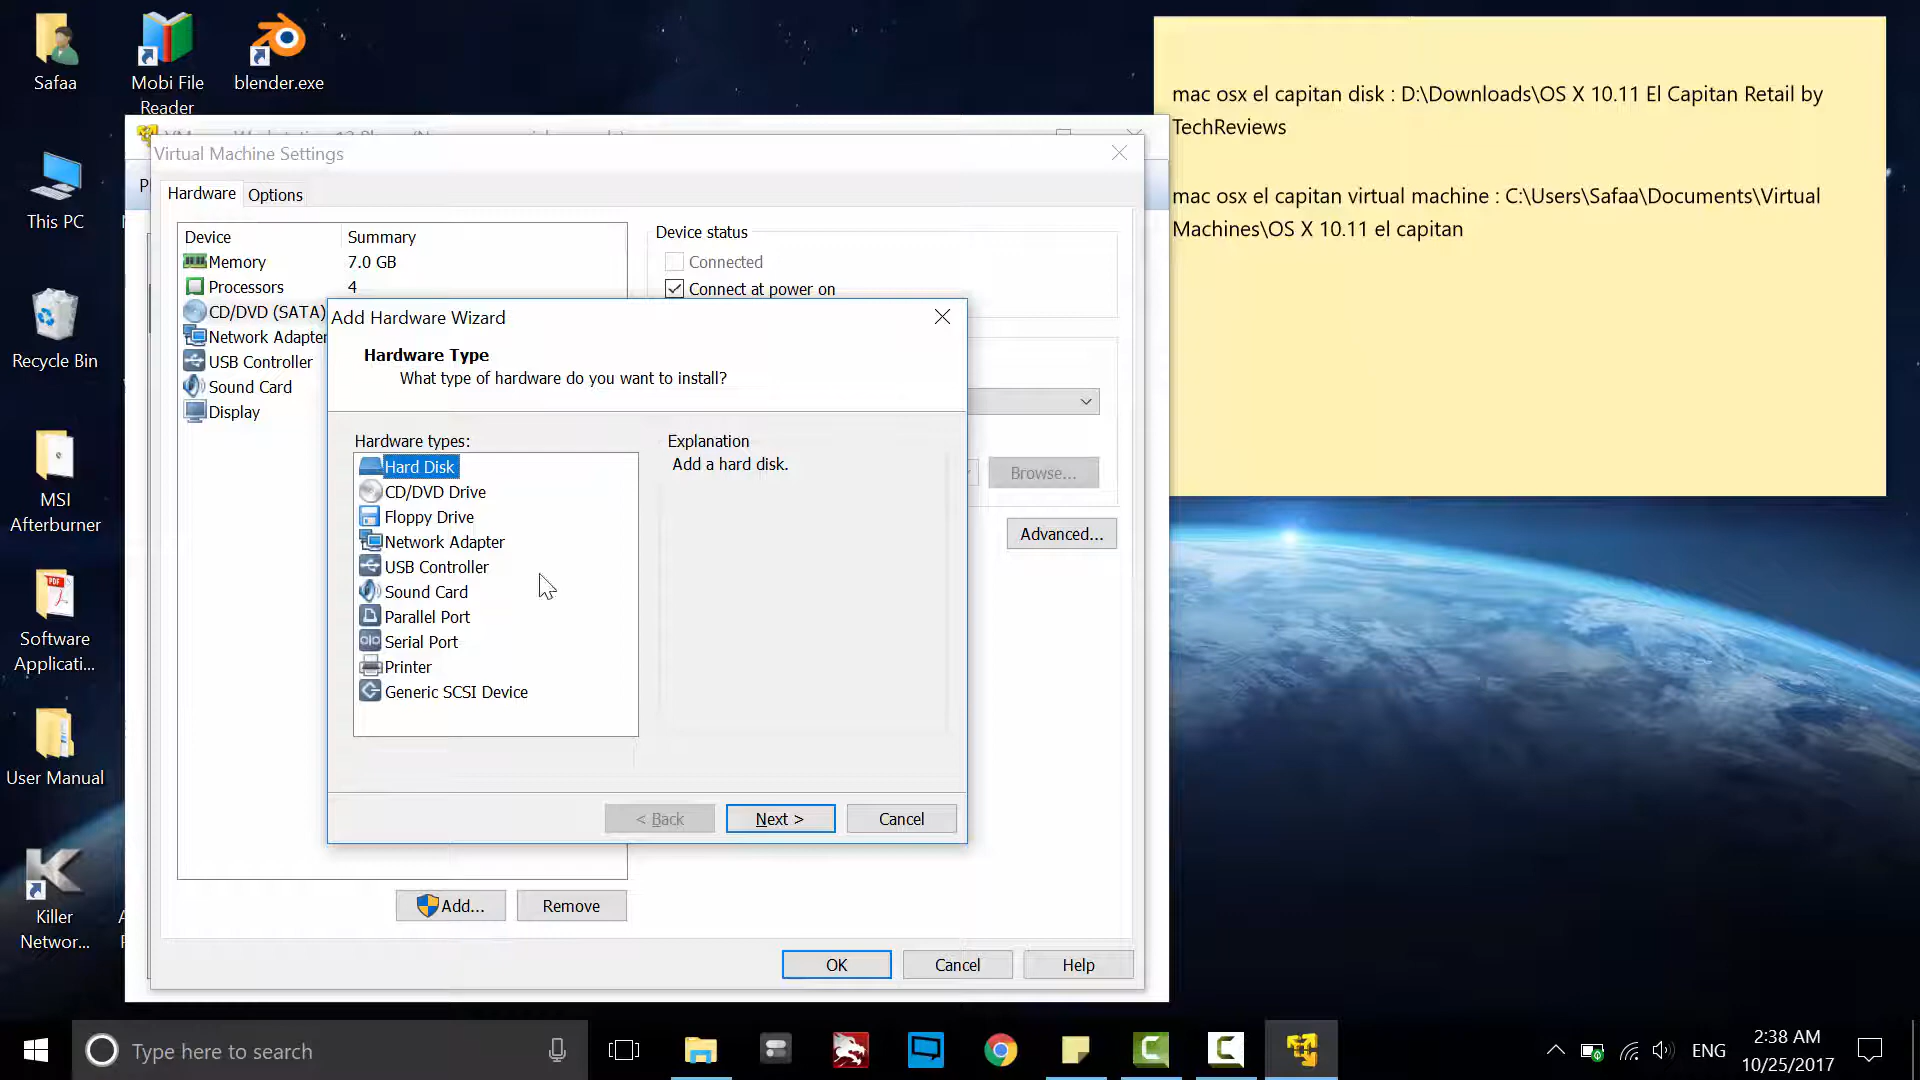 Safaa
Mobi File
Reader
blender.exe
This PC
Recycle Bin
MSI
Afterburner
Software
Applicati...
User Manual
Killer
Networ...
mac osx el capitan disk : D:\Downloads\OS X 10.11 El Capitan Retail by
TechReviews
mac osx el capitan virtual machine : C:\Users\Safaa\Documents\Virtual
Machines\OS X 10.11 el capitan
Virtual Machine Settings
Hardware
Options
Device Summary
Memory 7.0 GB
Processors 4
CD/DVD (SATA)
Network Adapter
USB Controller
Sound Card
Display
Device status
Connected
Connect at power on
Browse...
Advanced...
Add Hardware Wizard
Hardware Type
What type of hardware do you want to install?
Hardware types:
Hard Disk
CD/DVD Drive
Floppy Drive
Network Adapter
USB Controller
Sound Card
Parallel Port
Serial Port
Printer
Generic SCSI Device
Explanation
Add a hard disk.
< Back
Next >
Cancel
Add...
Remove
OK
Cancel
Help
Type here to search
ENG
2:38 AM
10/25/2017